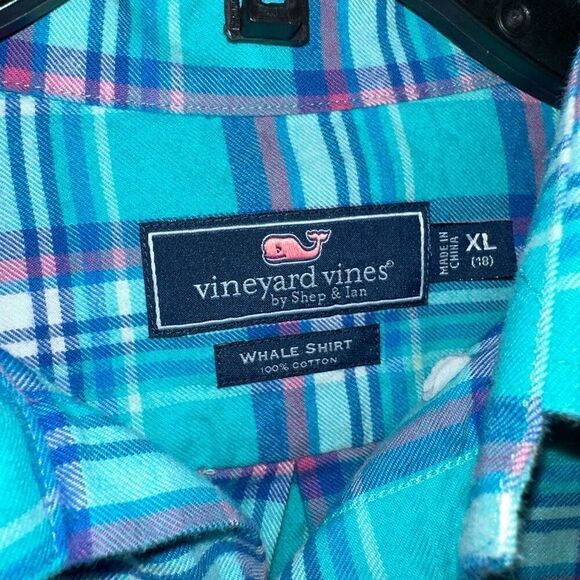 vineyard vines®
by Shep & Ian
MADE IN
CHINA
XL
(18)
WHALE SHIRT
100% COTTON